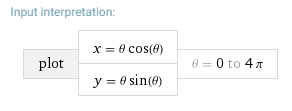 Input interpretation:
plot
x = θ cos(θ)
y = θ sin(θ)
θ = 0 to 4 π